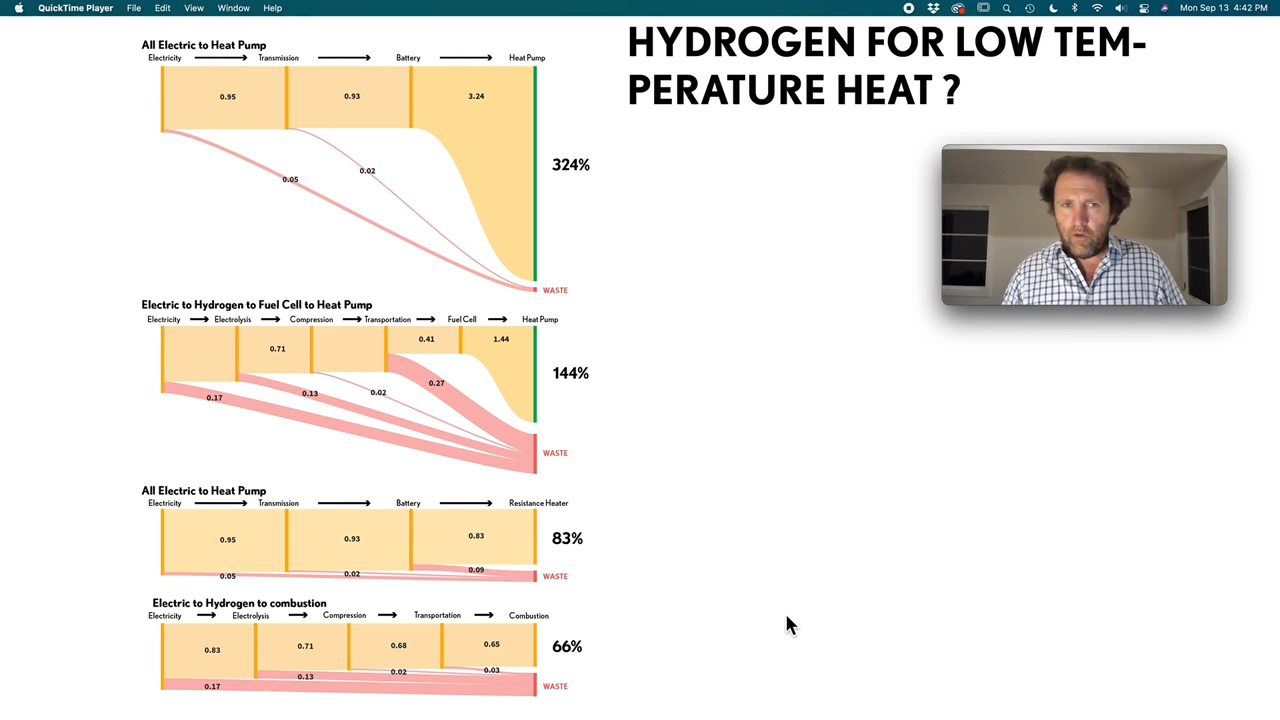 QuickTime Player File Edit View Window Help Mon Sep 13 4:42 PM
HYDROGEN FOR LOW TEM-
PERATURE HEAT ?
All Electric to Heat Pump
Electricity Transmission Battery Heat Pump
0.95 0.93 3.24
324%
0.05 0.02
WASTE
Electric to Hydrogen to Fuel Cell to Heat Pump
Electricity Electrolysis Compression Transportation Fuel Cell Heat Pump
0.71 0.41 1.44
144%
0.17 0.13 0.02 0.27
WASTE
All Electric to Heat Pump
Electricity Transmission Battery Resistance Heater
0.95 0.93 0.83
83%
0.05 0.02 0.09
WASTE
Electric to Hydrogen to combustion
Electricity Electrolysis Compression Transportation Combustion
0.83 0.71 0.68 0.65
66%
0.17 0.13 0.02 0.03
WASTE